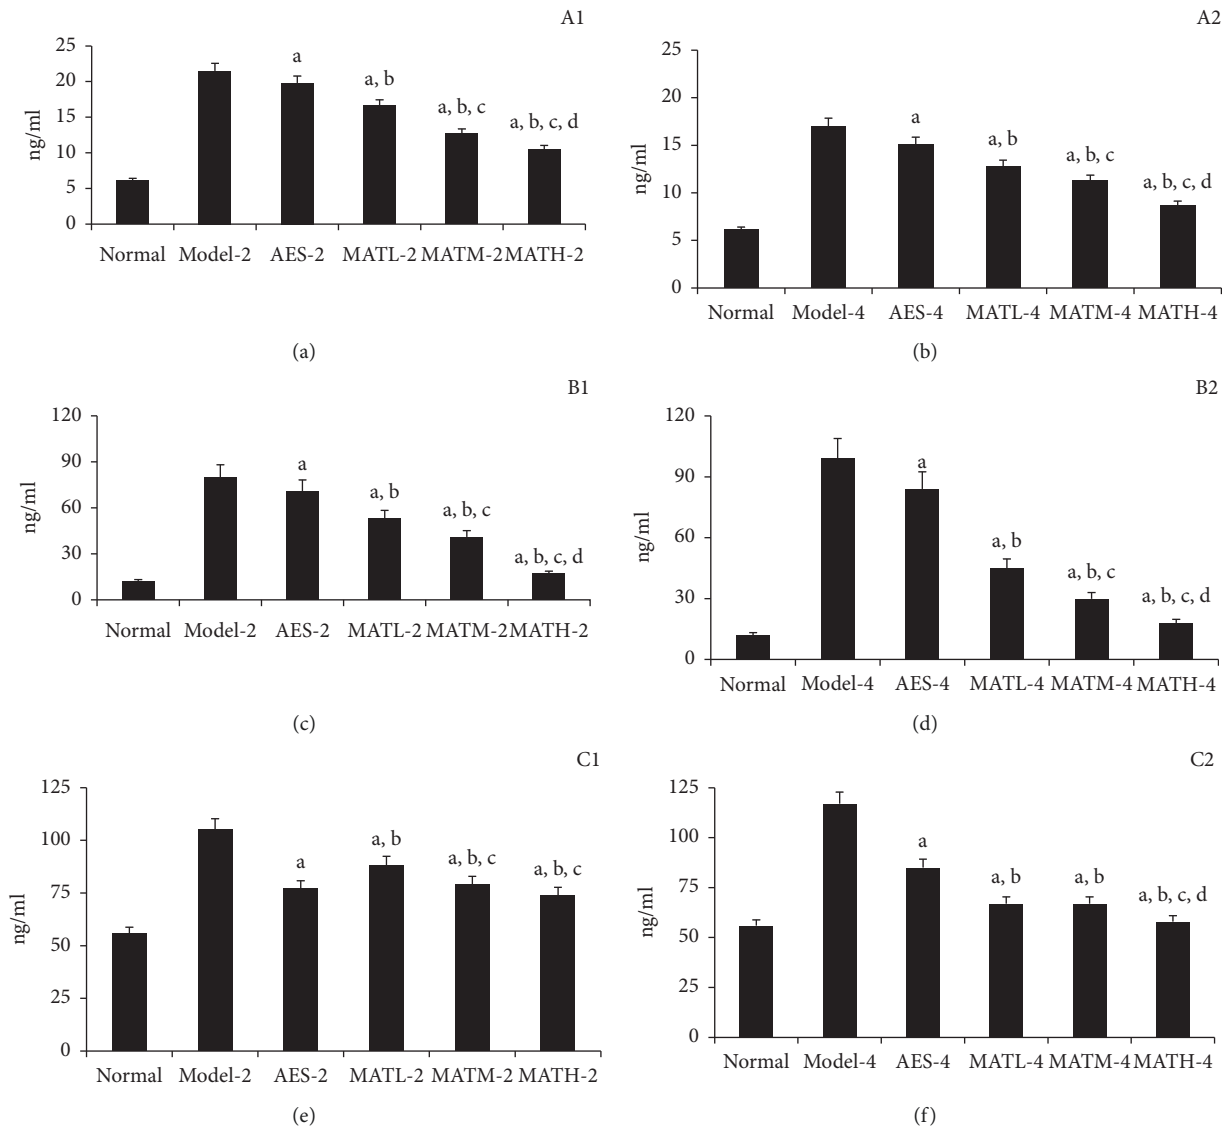 A1
25
20
15
10
5
0
ng/ml
a
a, b
a, b, c
a, b, c, d
Normal Model-2 AES-2 MATL-2 MATM-2 MATH-2
(a)
A2
25
20
15
10
5
0
ng/ml
a
a, b
a, b, c
a, b, c, d
Normal Model-4 AES-4 MATL-4 MATM-4 MATH-4
(b)
B1
120
90
60
30
0
ng/ml
a
a, b
a, b, c
a, b, c, d
Normal Model-2 AES-2 MATL-2 MATM-2 MATH-2
(c)
B2
120
90
60
30
0
ng/ml
a
a, b
a, b, c
a, b, c, d
Normal Model-4 AES-4 MATL-4 MATM-4 MATH-4
(d)
C1
125
100
75
50
25
0
ng/ml
a
a, b
a, b, c
a, b, c
Normal Model-2 AES-2 MATL-2 MATM-2 MATH-2
(e)
C2
125
100
75
50
25
0
ng/ml
a
a, b
a, b
a, b, c, d
Normal Model-4 AES-4 MATL-4 MATM-4 MATH-4
(f)